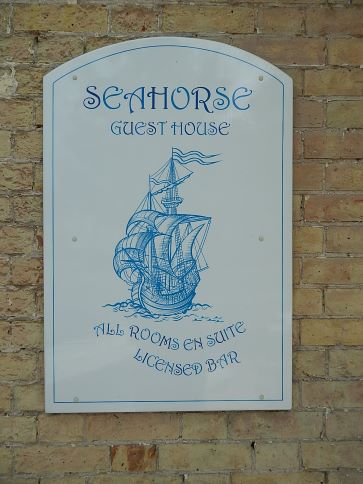 SEAHORSE
GUEST HOUSE
ALL ROOMS EN SUITE
LICENSED BAR